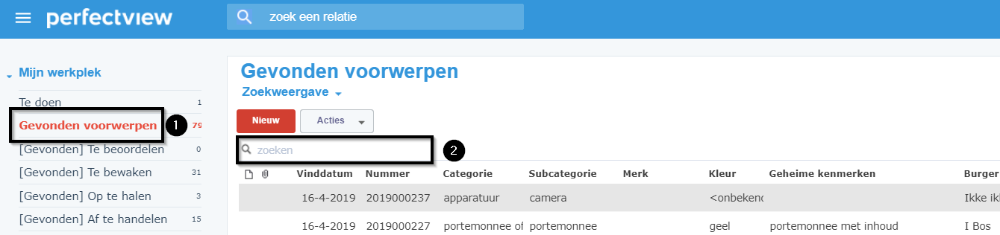 perfectview
zoek een relatie
Mijn werkplek
Te doen 1
Gevonden voorwerpen 1 79
[Gevonden] Te beoordelen 0
[Gevonden] Te bewaken 31
[Gevonden] Op te halen 3
[Gevonden] Af te handelen 15
Gevonden voorwerpen
Zoekweergave
Nieuw Acties
zoeken 2
Vinddatum Nummer Categorie Subcategorie Merk Kleur Geheime kenmerken Burger
16-4-2019 2019000237 apparatuur camera <onbekend Ikke ik
16-4-2019 2019000227 portemonnee of portemonnee geel portemonnee met inhoud I Bos